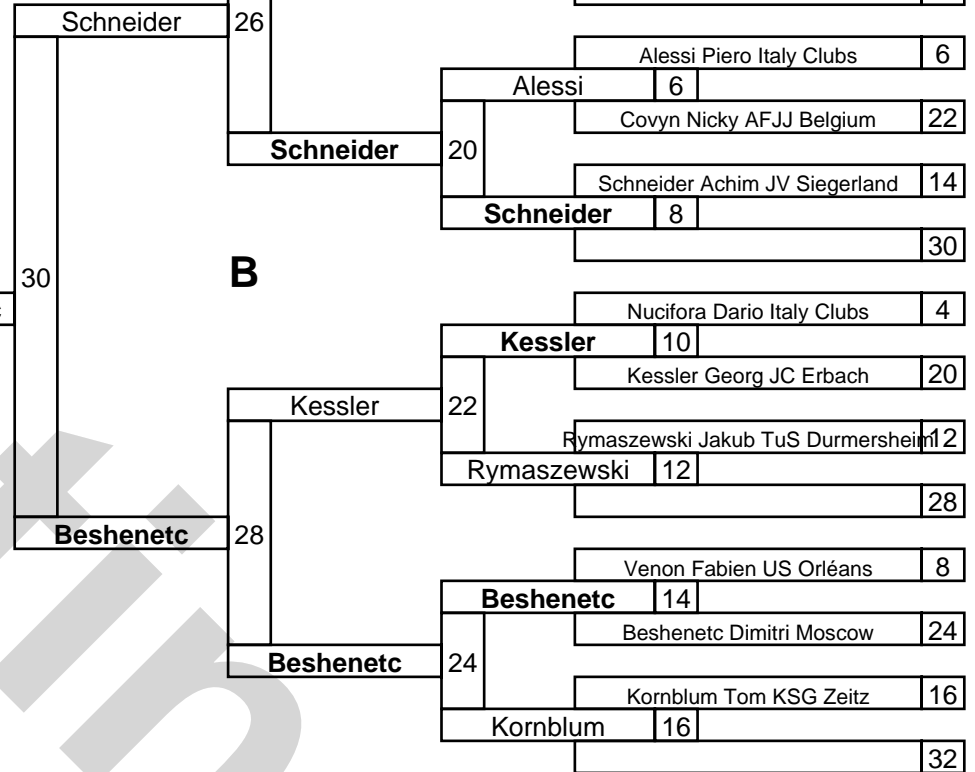 Schneider 26
Alessi Piero Italy Clubs 6
Alessi 6
Covyn Nicky AFJJ Belgium 22
Schneider 20
Schneider Achim JV Siegerland 14
Schneider 8
30
30
B
Nucifora Dario Italy Clubs 4
Kessler 10
Kessler Georg JC Erbach 20
Kessler 22
Rymaszewski Jakub TuS Durmersheim 12
Rymaszewski 12
28
Beshenetc 28
Venon Fabien US Orléans 8
Beshenetc 14
Beshenetc Dimitri Moscow 24
Beshenetc 24
Kornblum Tom KSG Zeitz 16
Kornblum 16
32